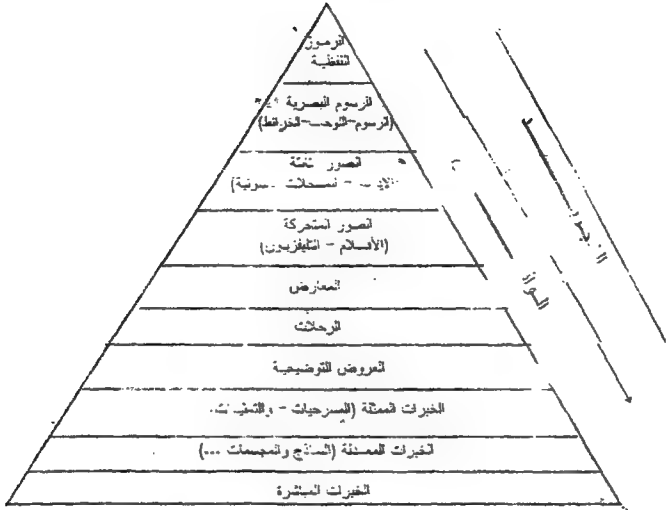 الرموز
اللفظية
الرسوم البصرية
(الرسوم-اللوحات-الخرائط)
الصور الثابتة
الصور المتحركة
(الأفلام - التليفزيون)
المعارض
الرحلات
العروض التوضيحية
الخبرات الممثلة (المسرحيات - والتمثيليات
الخبرات المعدلة (النماذج والمجسمات ...)
الخبرات المباشرة